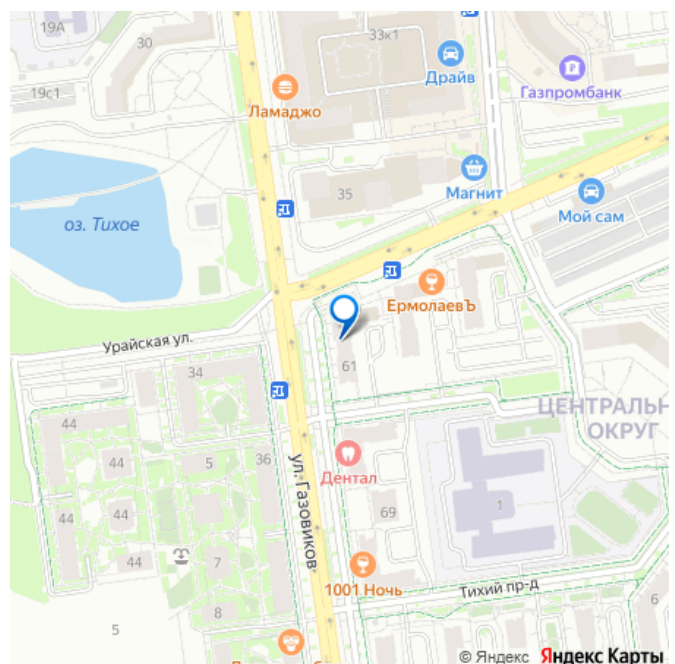 19А
30
33к1
Драйв
Газпромбанк
19с1
Ламаджо
35
Магнит
Мой сам
оз. Тихое
ЕрмолаевЪ
Урайская ул.
34
61
ЦЕНТРАЛЬН
ОКРУГ
44
44
5
36
ул. Газовиков
Дентал
44
44
69
1
44
7
1001 Ночь
Тихий пр-д
8
6
5
© Яндекс Яндекс Карты